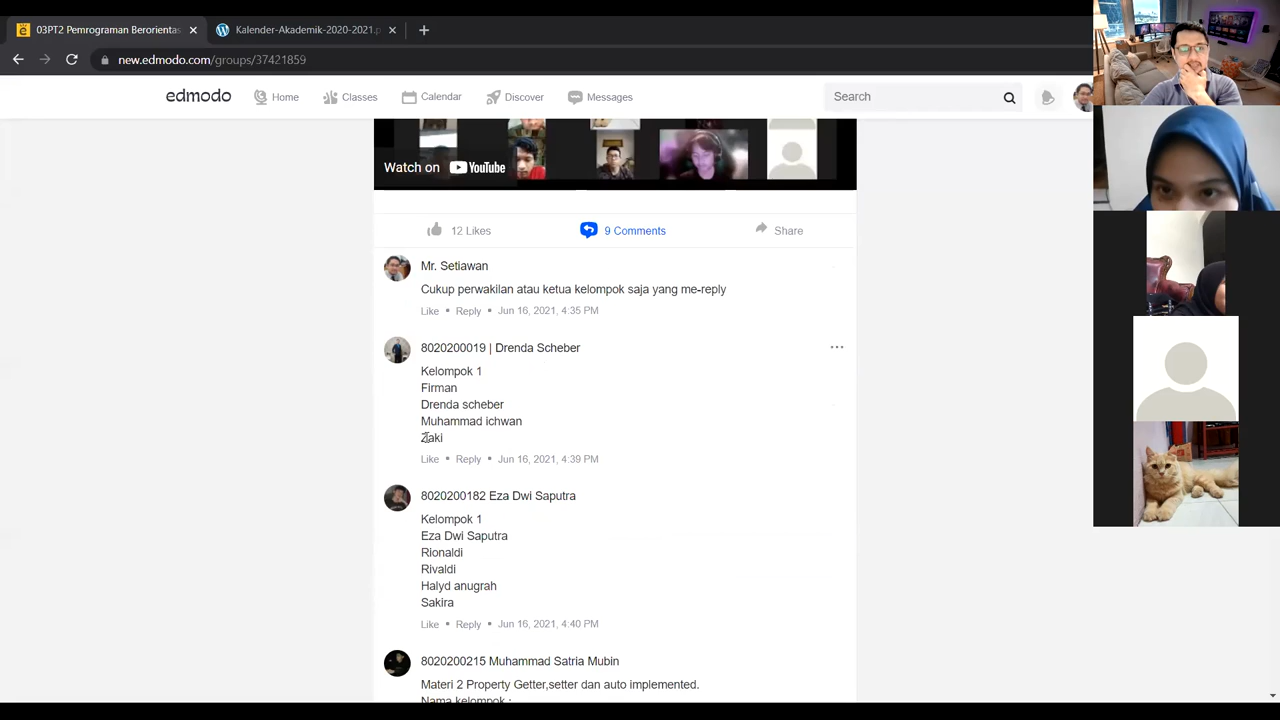 03PT2 Pemrograman Berorientas
Kalender-Akademik-2020-2021.p
new.edmodo.com/groups/37421859
edmodo
Home
Classes
Calendar
Discover
Messages
Search
Watch on YouTube
12 Likes
9 Comments
Share
Mr. Setiawan
Cukup perwakilan atau ketua kelompok saja yang me-reply
Like • Reply • Jun 16, 2021, 4:35 PM
8020200019 | Drenda Scheber
Kelompok 1
Firman
Drenda scheber
Muhammad ichwan
Zaki
Like • Reply • Jun 16, 2021, 4:39 PM
8020200182 Eza Dwi Saputra
Kelompok 1
Eza Dwi Saputra
Rionaldi
Rivaldi
Halyd anugrah
Sakira
Like • Reply • Jun 16, 2021, 4:40 PM
8020200215 Muhammad Satria Mubin
Materi 2 Property Getter,setter dan auto implemented.
Nama kelompok :